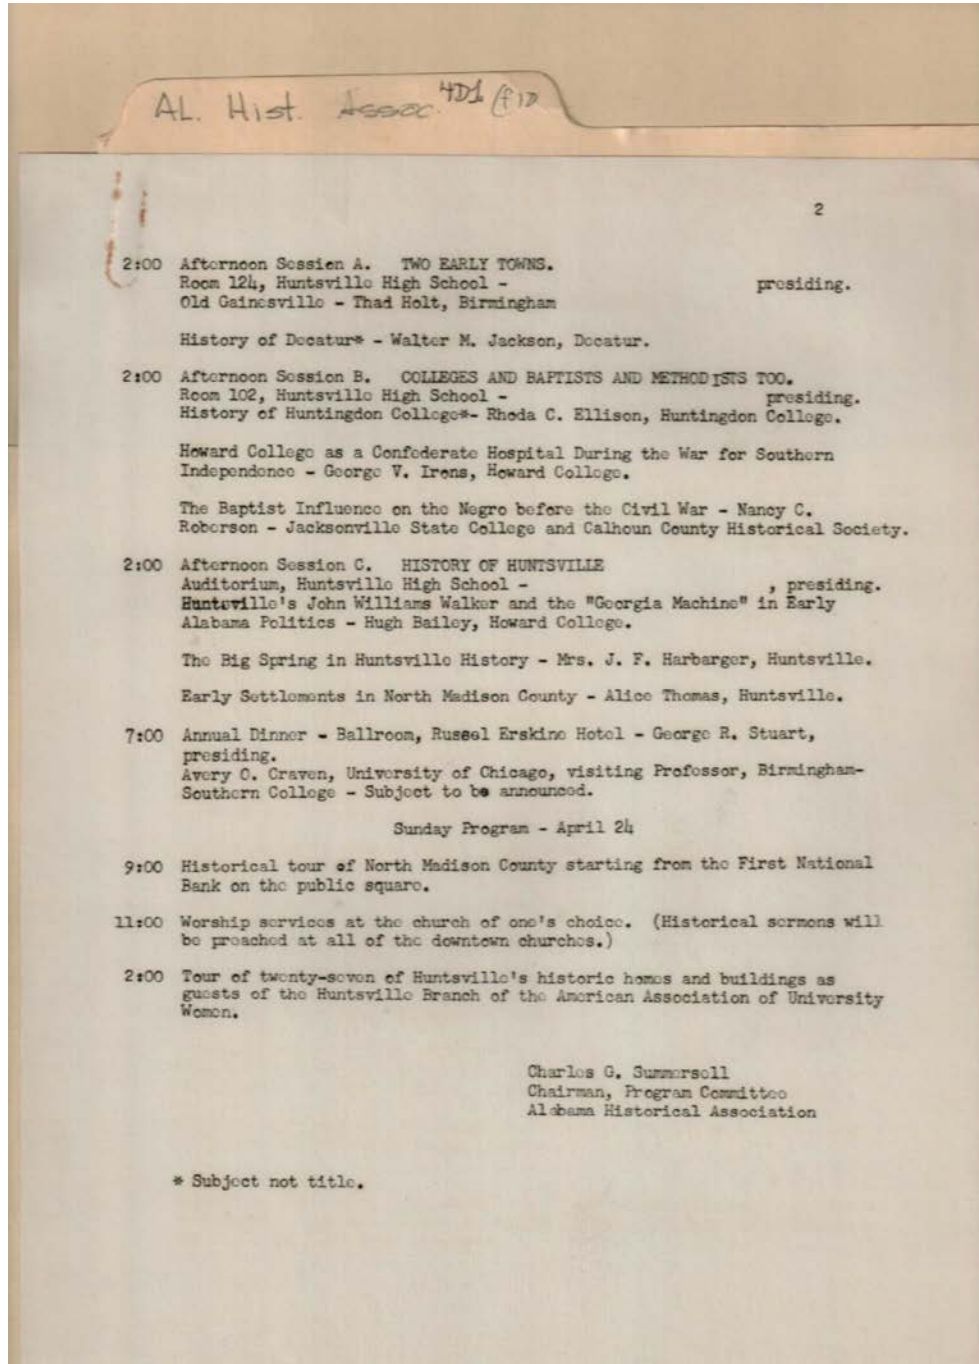 AL. Hist. Assoc. 4D1 (f10
2
2:00 Afternoon Session A. TWO EARLY TOWNS.
Room 124, Huntsville High School - presiding.
Old Gainesville - Thad Holt, Birmingham
History of Decatur* - Walter M. Jackson, Decatur.
2:00 Afternoon Session B. COLLEGES AND BAPTISTS AND METHODISTS TOO.
Room 102, Huntsville High School - presiding.
History of Huntingdon College*- Rhoda C. Ellison, Huntingdon College.
Howard College as a Confederate Hospital During the War for Southern
Independence - George V. Irons, Howard College.
The Baptist Influence on the Negro before the Civil War - Nancy C.
Roberson - Jacksonville State College and Calhoun County Historical Society.
2:00 Afternoon Session C. HISTORY OF HUNTSVILLE
Auditorium, Huntsville High School - , presiding.
Huntsville's John Williams Walker and the "Georgia Machine" in Early
Alabama Politics - Hugh Bailey, Howard College.
The Big Spring in Huntsville History - Mrs. J. F. Harbarger, Huntsville.
Early Settlements in North Madison County - Alice Thomas, Huntsville.
7:00 Annual Dinner - Ballroom, Russel Erskine Hotel - George R. Stuart,
presiding.
Avery O. Craven, University of Chicago, visiting Professor, Birmingham-
Southern College - Subject to be announced.
Sunday Program - April 24
9:00 Historical tour of North Madison County starting from the First National
Bank on the public square.
11:00 Worship services at the church of one's choice. (Historical sermons will
be preached at all of the downtown churches.)
2:00 Tour of twenty-seven of Huntsville's historic homes and buildings as
guests of the Huntsville Branch of the American Association of University
Women.
Charles G. Summersell
Chairman, Program Committee
Alabama Historical Association
* Subject not title.